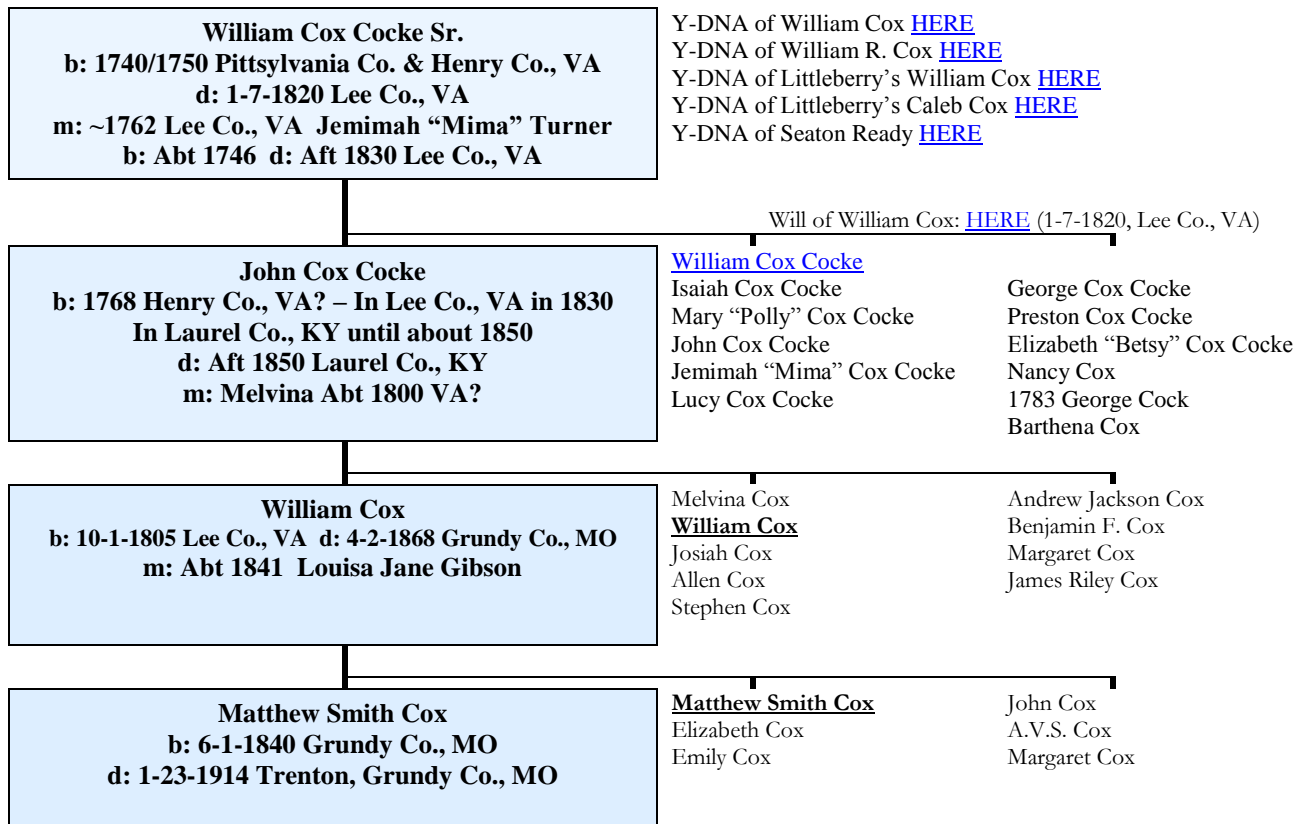 William Cox Cocke Sr.
b: 1740/1750 Pittsylvania Co. & Henry Co., VA
d: 1-7-1820 Lee Co., VA
m: ~1762 Lee Co., VA  Jemimah “Mima” Turner
b: Abt 1746  d: Aft 1830 Lee Co., VA
Y-DNA of William Cox HERE
Y-DNA of William R. Cox HERE
Y-DNA of Littleberry's William Cox HERE
Y-DNA of Littleberry's Caleb Cox HERE
Y-DNA of Seaton Ready HERE
Will of William Cox: HERE (1-7-1820, Lee Co., VA)
John Cox Cocke
b: 1768 Henry Co., VA? – In Lee Co., VA in 1830
In Laurel Co., KY until about 1850
d: Aft 1850 Laurel Co., KY
m: Melvina Abt 1800 VA?
William Cox Cocke
Isaiah Cox Cocke
Mary “Polly” Cox Cocke
John Cox Cocke
Jemimah “Mima” Cox Cocke
Lucy Cox Cocke
George Cox Cocke
Preston Cox Cocke
Elizabeth “Betsy” Cox Cocke
Nancy Cox
1783 George Cock
Barthena Cox
William Cox
b: 10-1-1805 Lee Co., VA  d: 4-2-1868 Grundy Co., MO
m: Abt 1841  Louisa Jane Gibson
Melvina Cox
William Cox
Josiah Cox
Allen Cox
Stephen Cox
Andrew Jackson Cox
Benjamin F. Cox
Margaret Cox
James Riley Cox
Matthew Smith Cox
b: 6-1-1840 Grundy Co., MO
d: 1-23-1914 Trenton, Grundy Co., MO
Matthew Smith Cox
Elizabeth Cox
Emily Cox
John Cox
A.V.S. Cox
Margaret Cox